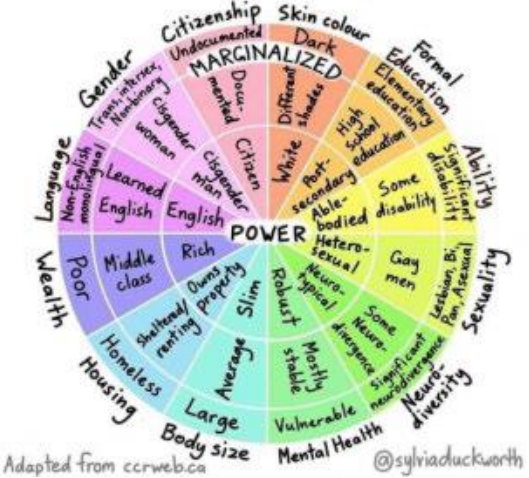 Citizenship
Undocumented
Docu-
mented
Citizen
Skin colour
Dark
Different
shades
White
Formal
Education
Elementary
education
High
School
education
Post-
secondary
Ability
Significant
disability
Some
disability
Able-
bodied
Sexuality
Lesbian, Bi,
Pan, Asexual
Gay
men
Hetero-
sexual
Neuro-
diversity
Significant
neurodivergence
Some
Neuro-
divergence
Neuro-
typical
Mental Health
Vulnerable
Mostly
stable
Robust
Body size
Large
Average
Slim
Housing
Homeless
Sheltered/
renting
Owns
property
Wealth
Poor
Middle
class
Rich
Language
Non-English
monolingual
Learned
English
English
Gender
Trans, intersex,
Nonbinary
Cisgender
woman
Cisgender
man
MARGINALIZED
POWER
Adapted from ccrweb.ca
@sylviaduckworth